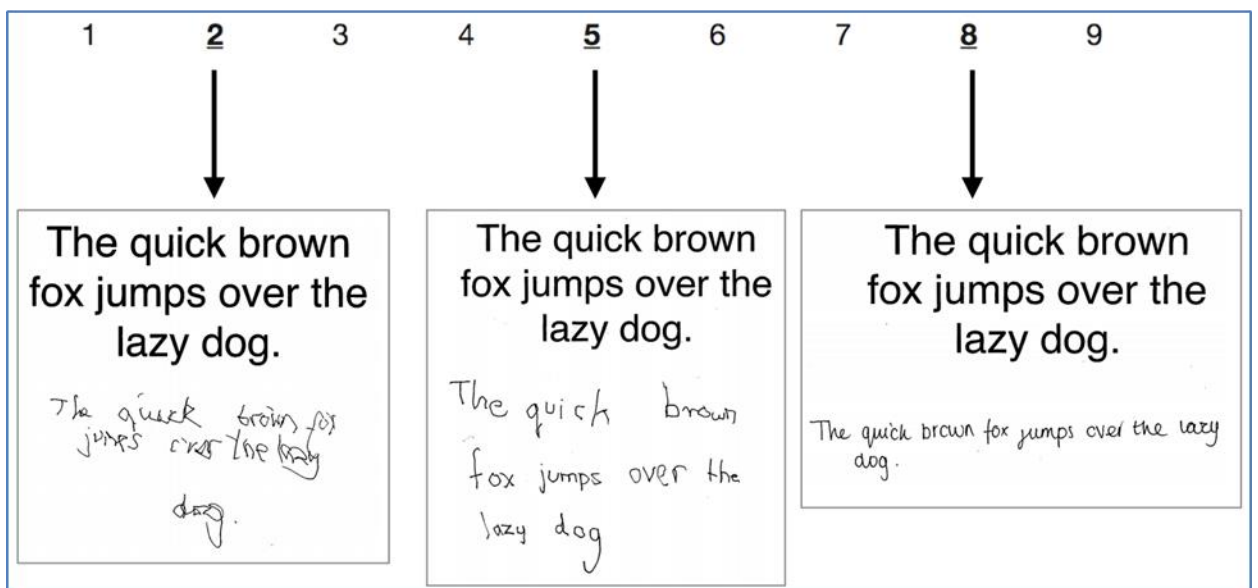 1 2 3 4 5 6 7 8 9
The quick brown
fox jumps over the
lazy dog.
The quick brown fox
jumps over the lazy
dog.
The quick brown
fox jumps over the
lazy dog.
The quick brown
fox jumps over the
lazy dog
The quick brown
fox jumps over the
lazy dog.
The quick brown fox jumps over the lazy
dog.